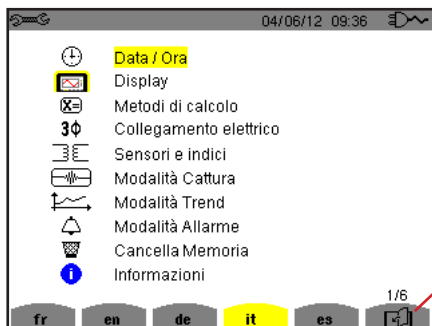 04/06/12 09:36
Data / Ora
Display
X= Metodi di calcolo
3ϕ Collegamento elettrico
Sensori e indici
Modalità Cattura
Modalità Trend
Modalità Allarme
Cancella Memoria
i Informazioni
1/6
fr en de it es